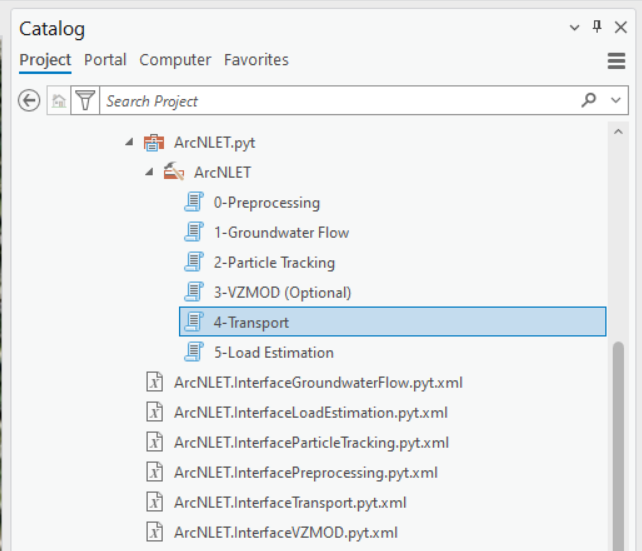 Catalog
Project Portal Computer Favorites
Search Project
ArcNLET.pyt
ArcNLET
0-Preprocessing
1-Groundwater Flow
2-Particle Tracking
3-VZMOD (Optional)
4-Transport
5-Load Estimation
ArcNLET.InterfaceGroundwaterFlow.pyt.xml
ArcNLET.InterfaceLoadEstimation.pyt.xml
ArcNLET.InterfaceParticleTracking.pyt.xml
ArcNLET.InterfacePreprocessing.pyt.xml
ArcNLET.InterfaceTransport.pyt.xml
ArcNLET.InterfaceVZMOD.pyt.xml